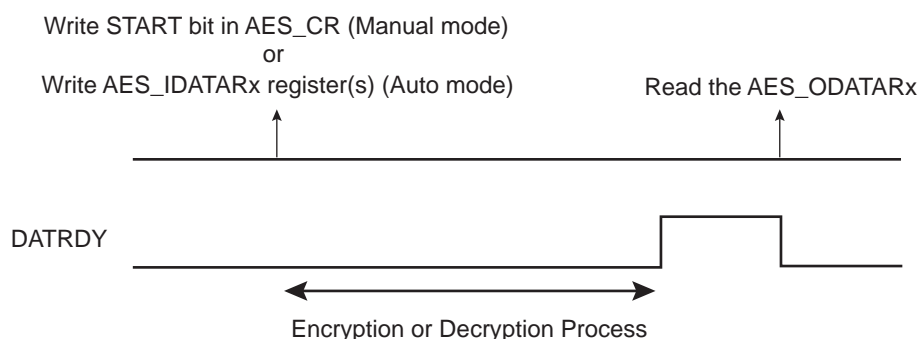 Write START bit in AES_CR (Manual mode)
or
Write AES_IDATARx register(s) (Auto mode)
Read the AES_ODATARx
DATRDY
Encryption or Decryption Process